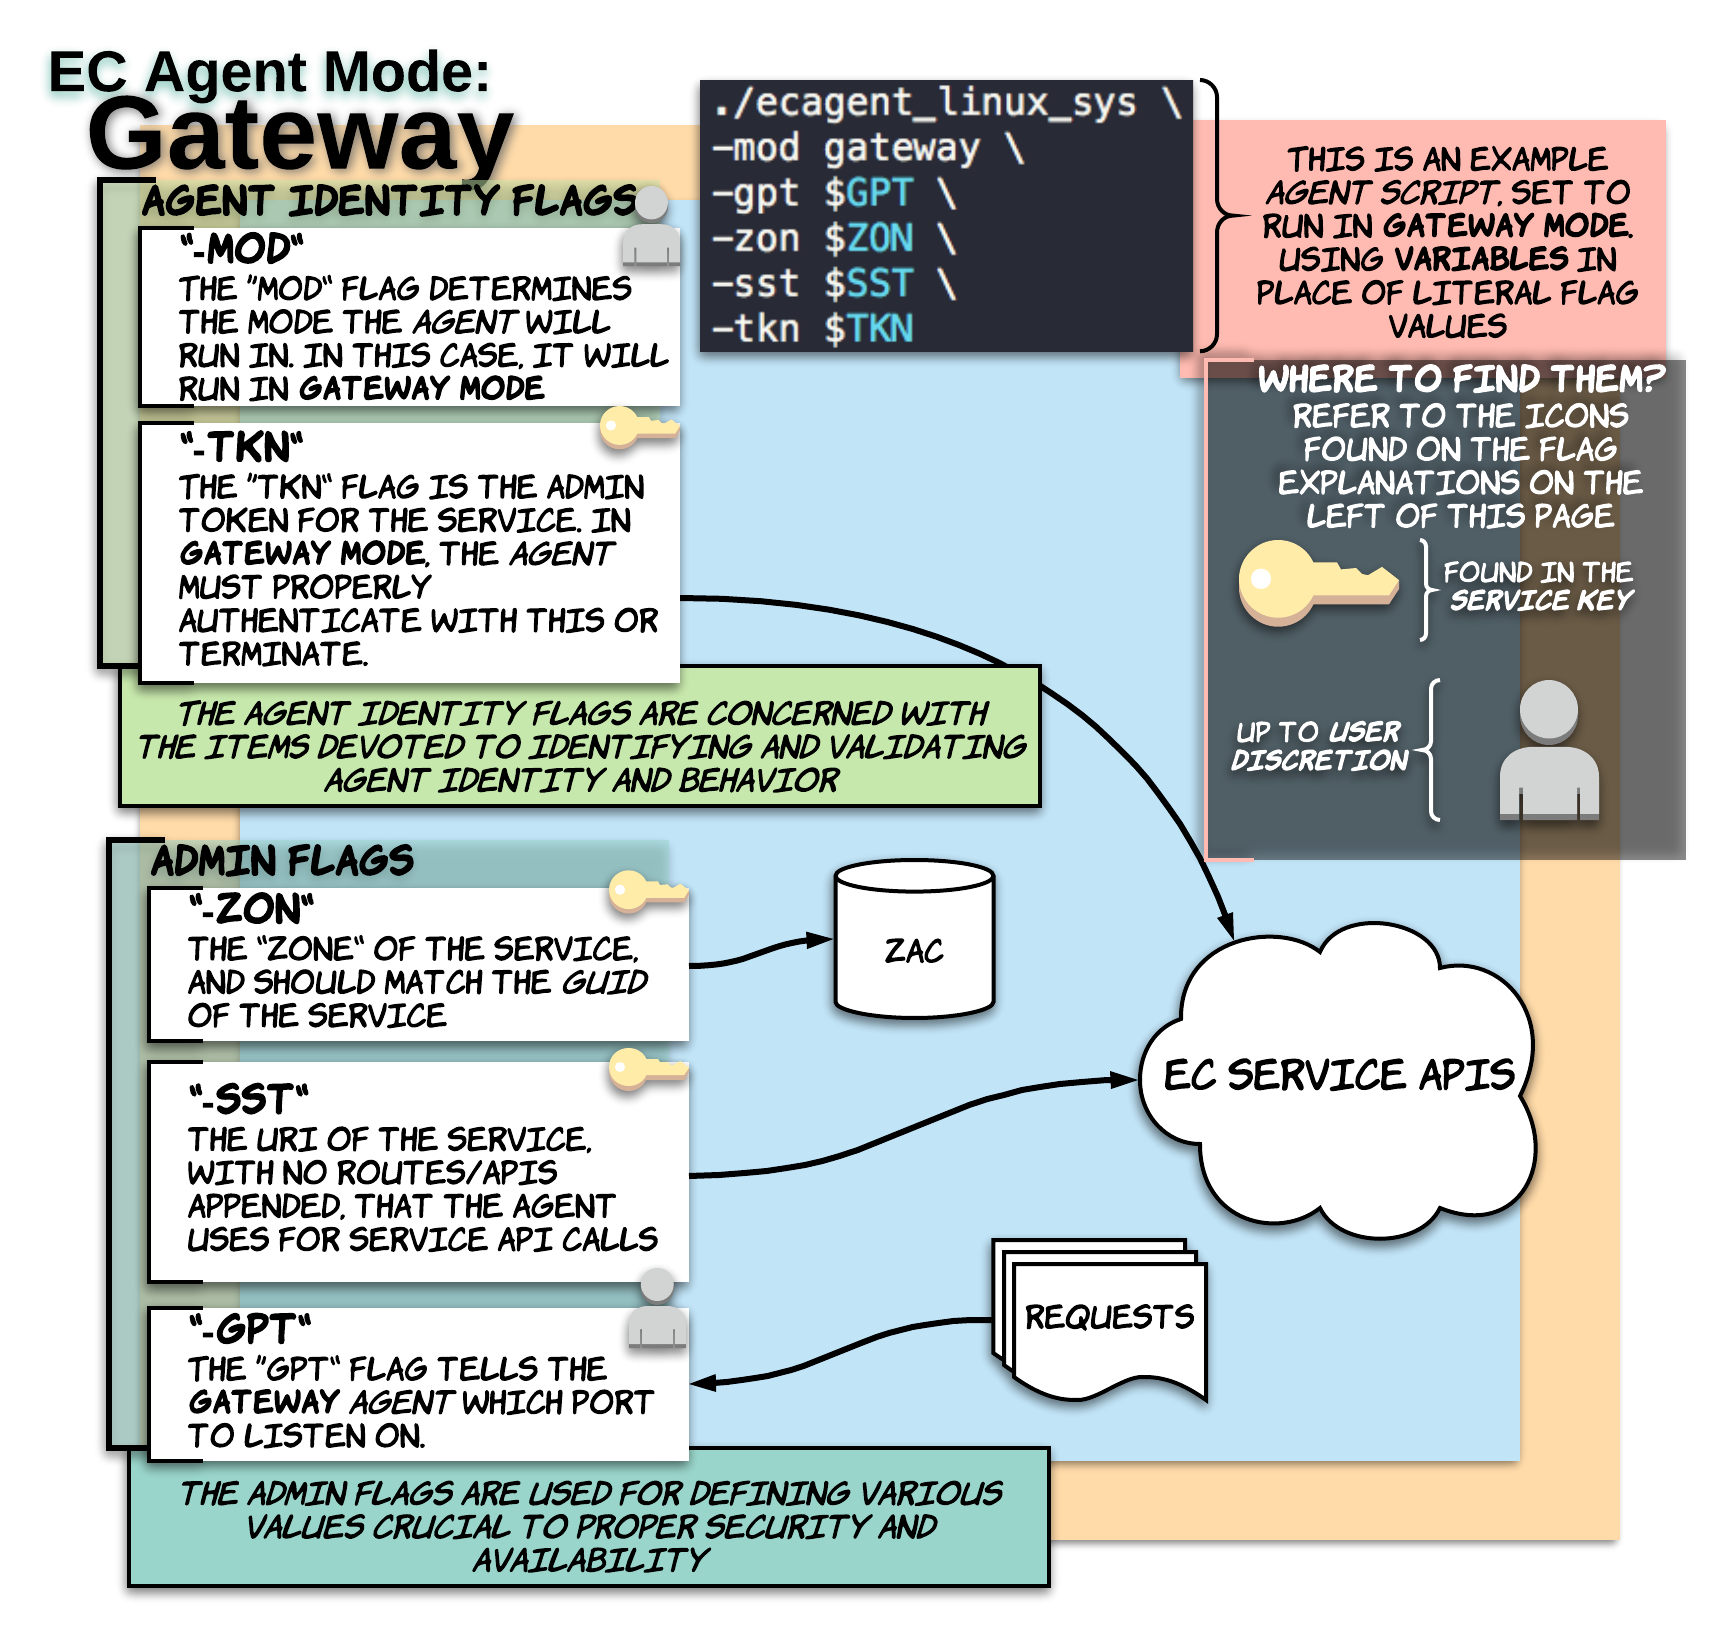 EC Agent Mode:
Gateway
AGENT IDENTITY FLAGS
"-MOD"
THE "MOD" FLAG DETERMINES
THE MODE THE AGENT WILL
RUN IN. IN THIS CASE, IT WILL
RUN IN GATEWAY MODE
"-TKN"
THE "TKN" FLAG IS THE ADMIN
TOKEN FOR THE SERVICE. IN
GATEWAY MODE, THE AGENT
MUST PROPERLY
AUTHENTICATE WITH THIS OR
TERMINATE.
THE AGENT IDENTITY FLAGS ARE CONCERNED WITH
THE ITEMS DEVOTED TO IDENTIFYING AND VALIDATING
AGENT IDENTITY AND BEHAVIOR
./ecagent_linux_sys \
-mod gateway \
-gpt $GPT \
-zon $ZON \
-sst $SST \
-tkn $TKN
THIS IS AN EXAMPLE
AGENT SCRIPT, SET TO
RUN IN GATEWAY MODE,
USING VARIABLES IN
PLACE OF LITERAL FLAG
VALUES
WHERE TO FIND THEM?
REFER TO THE ICONS
FOUND ON THE FLAG
EXPLANATIONS ON THE
LEFT OF THIS PAGE
FOUND IN THE
SERVICE KEY
UP TO USER
DISCRETION
ADMIN FLAGS
"-ZON"
THE "ZONE" OF THE SERVICE,
AND SHOULD MATCH THE GUID
OF THE SERVICE
ZAC
"-SST"
THE URI OF THE SERVICE,
WITH NO ROUTES/APIS
APPENDED, THAT THE AGENT
USES FOR SERVICE API CALLS
EC SERVICE APIS
"-GPT"
THE "GPT" FLAG TELLS THE
GATEWAY AGENT WHICH PORT
TO LISTEN ON.
REQUESTS
THE ADMIN FLAGS ARE USED FOR DEFINING VARIOUS
VALUES CRUCIAL TO PROPER SECURITY AND
AVAILABILITY